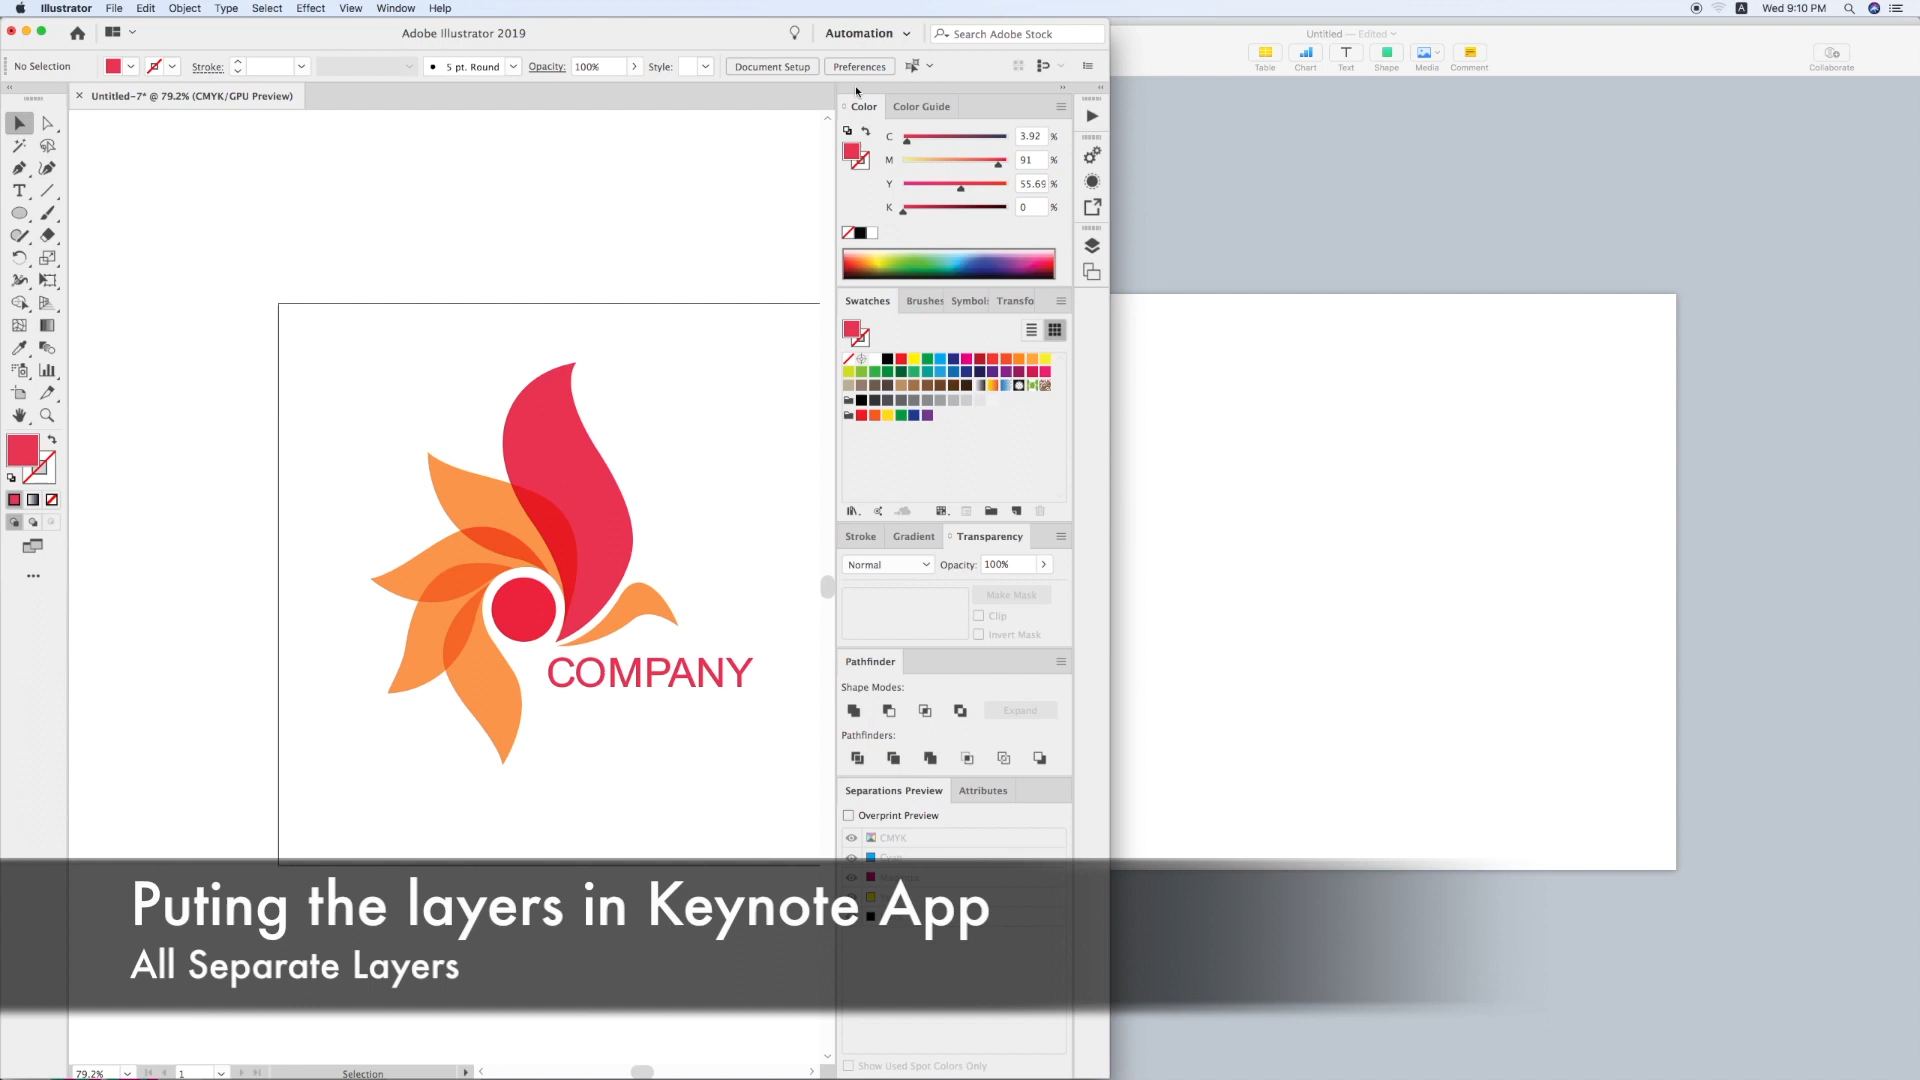 Illustrator File Edit Object Type Select Effect View Window Help
A Wed 9:10 PM
Adobe Illustrator 2019
Automation
Search Adobe Stock
Untitled — Edited
No Selection
Stroke:
5 pt. Round
Opacity: 100%
Style:
Document Setup
Preferences
Table Chart Text Shape Media Comment
Collaborate
× Untitled-7* @ 79.2% (CMYK/GPU Preview)
Color Color Guide
C 3.92 %
M 91 %
Y 55.69 %
K 0 %
Swatches Brushes Symbols Transfo
Stroke Gradient Transparency
Normal Opacity: 100%
Make Mask
Clip
Invert Mask
COMPANY
Pathfinder
Shape Modes:
Expand
Pathfinders:
Separations Preview Attributes
Overprint Preview
CMYK
Cyan
Magenta
Puting the layers in Keynote App
All Separate Layers
Show Used Spot Colors Only
79.2% 1 Selection